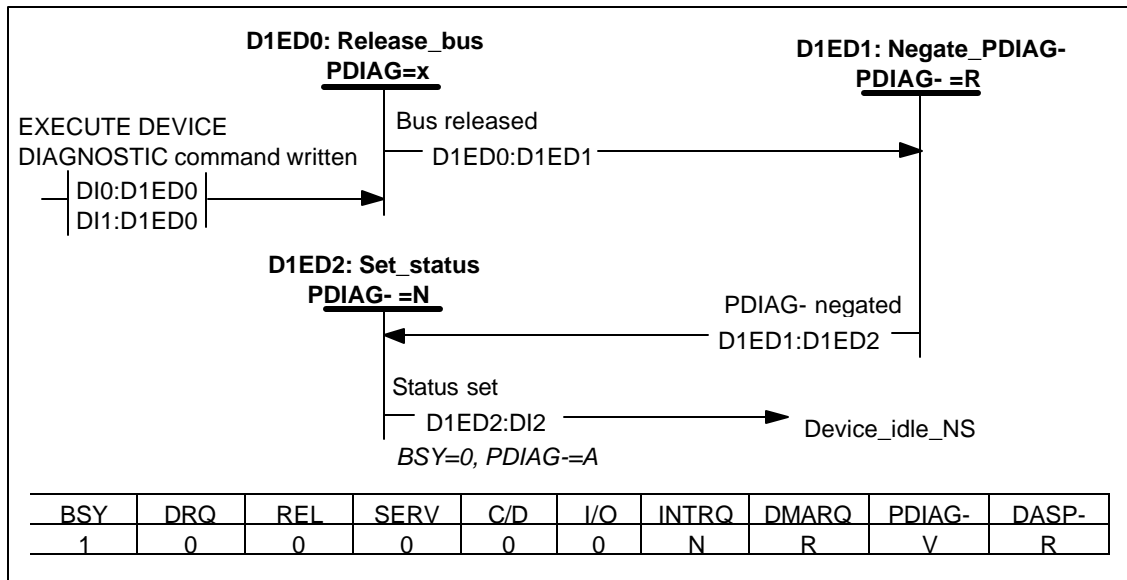 D1ED0: Release_bus
PDIAG=x
D1ED1: Negate_PDIAG-
PDIAG- =R
EXECUTE DEVICE
DIAGNOSTIC command written
DI0:D1ED0
DI1:D1ED0
Bus released
D1ED0:D1ED1
D1ED2: Set_status
PDIAG- =N
PDIAG- negated
D1ED1:D1ED2
Status set
D1ED2:DI2
Device_idle_NS
BSY=0, PDIAG-=A
BSY DRQ REL SERV C/D I/O INTRQ DMARQ PDIAG- DASP-
1 0 0 0 0 0 N R V R